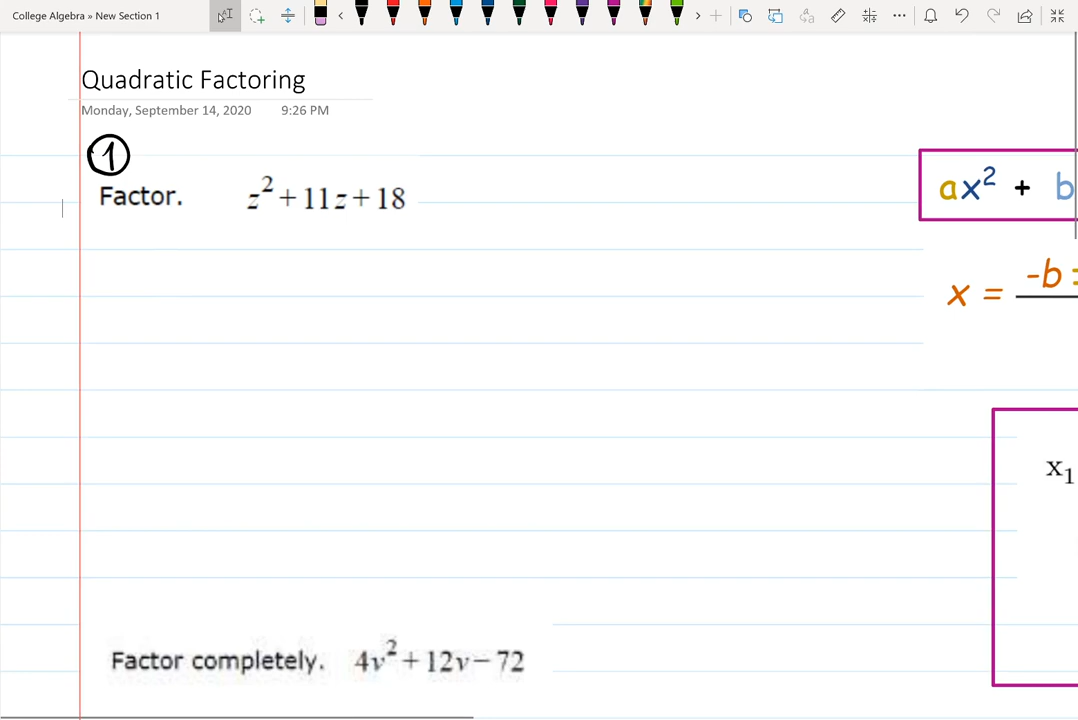 College Algebra » New Section 1
Quadratic Factoring
Monday, September 14, 2020 9:26 PM
1
Factor. z² + 11z + 18
ax² + b
x = -b
x₁
Factor completely. 4v² + 12v − 72